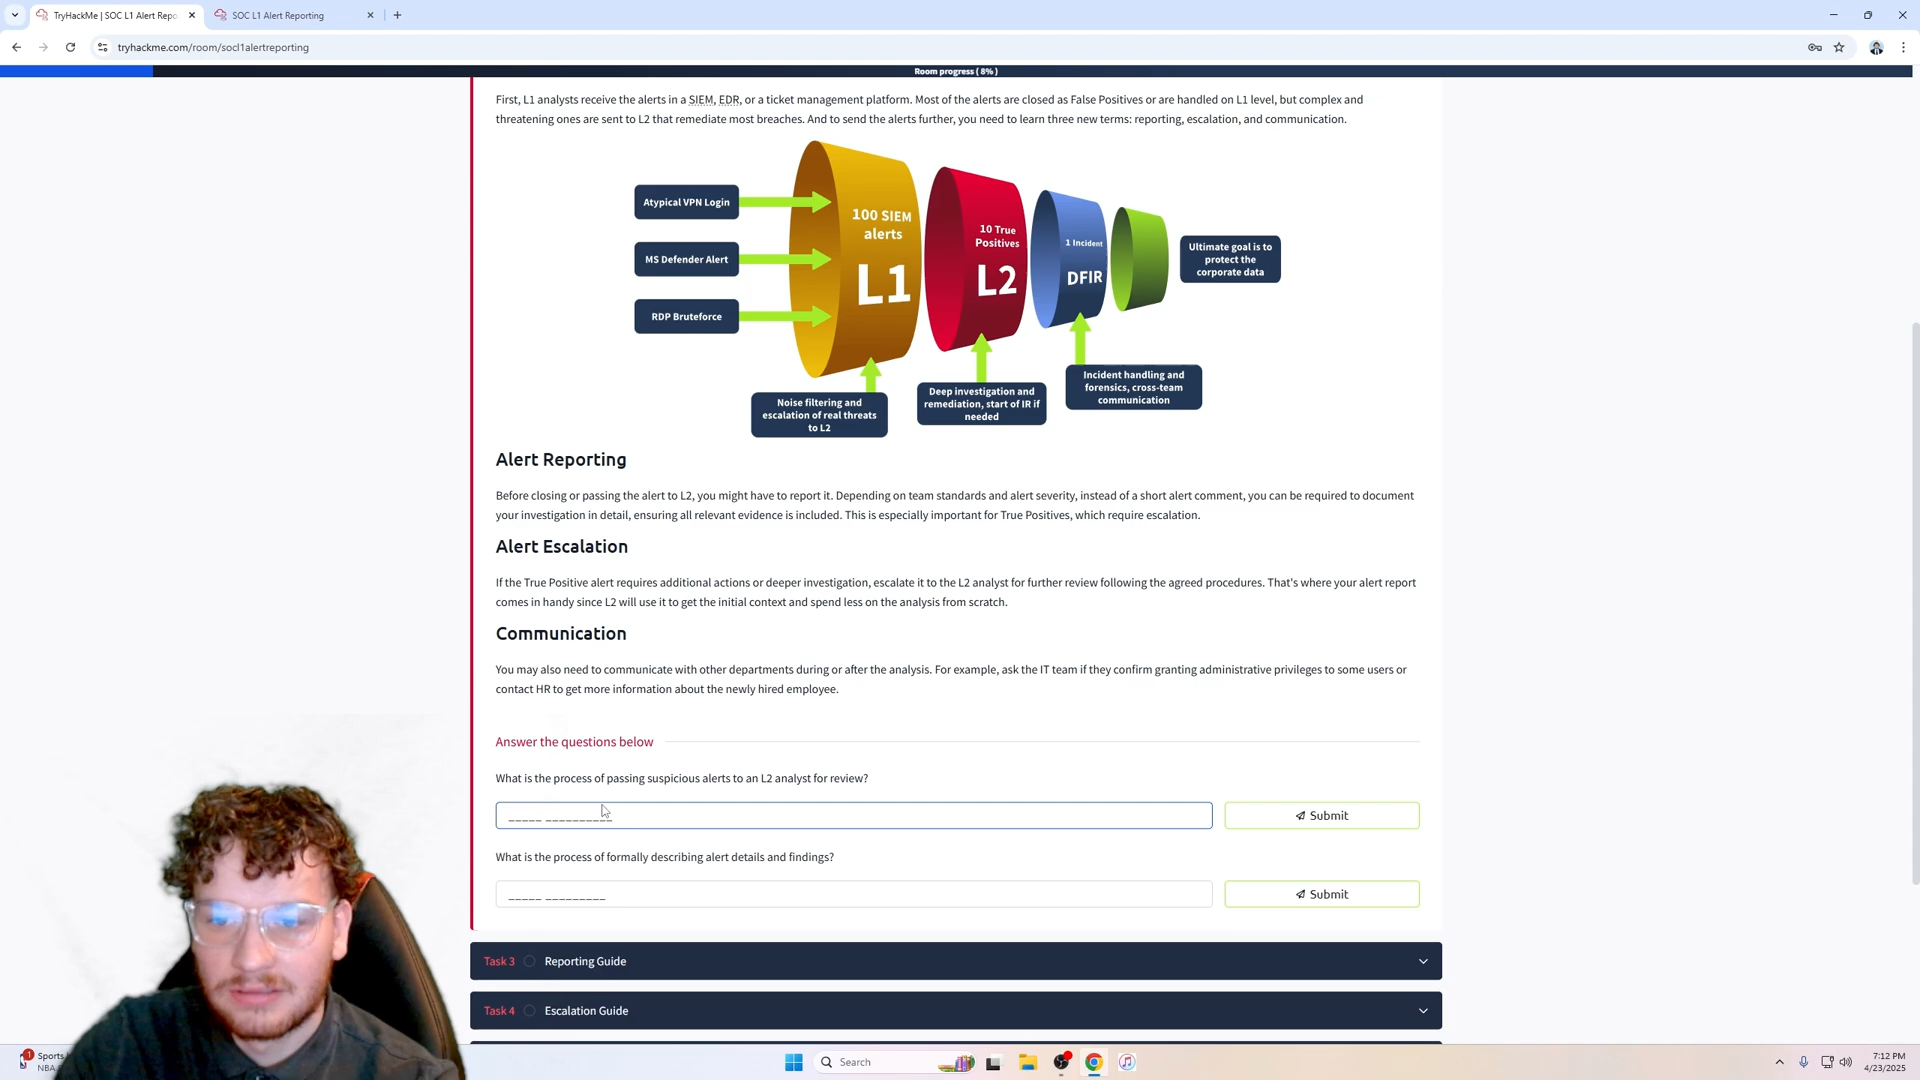 TryHackMe | SOC L1 Alert Repo
SOC L1 Alert Reporting
tryhackme.com/room/socl1alertreporting
Room progress ( 8% )
First, L1 analysts receive the alerts in a SIEM, EDR, or a ticket management platform. Most of the alerts are closed as False Positives or are handled on L1 level, but complex and
threatening ones are sent to L2 that remediate most breaches. And to send the alerts further, you need to learn three new terms: reporting, escalation, and communication.
Atypical VPN Login
MS Defender Alert
RDP Bruteforce
100 SIEM
alerts
L1
10 True
Positives
L2
1 Incident
DFIR
Ultimate goal is to
protect the
corporate data
Noise filtering and
escalation of real threats
to L2
Deep investigation and
remediation, start of IR if
needed
Incident handling and
forensics, cross-team
communication
Alert Reporting
Before closing or passing the alert to L2, you might have to report it. Depending on team standards and alert severity, instead of a short alert comment, you can be required to document
your investigation in detail, ensuring all relevant evidence is included. This is especially important for True Positives, which require escalation.
Alert Escalation
If the True Positive alert requires additional actions or deeper investigation, escalate it to the L2 analyst for further review following the agreed procedures. That's where your alert report
comes in handy since L2 will use it to get the initial context and spend less on the analysis from scratch.
Communication
You may also need to communicate with other departments during or after the analysis. For example, ask the IT team if they confirm granting administrative privileges to some users or
contact HR to get more information about the newly hired employee.
Answer the questions below
What is the process of passing suspicious alerts to an L2 analyst for review?
_____ __________
Submit
What is the process of formally describing alert details and findings?
_____ _________
Submit
Task 3 Reporting Guide
Task 4 Escalation Guide
1
Sports
NBA
Search
7:12 PM
4/23/2025